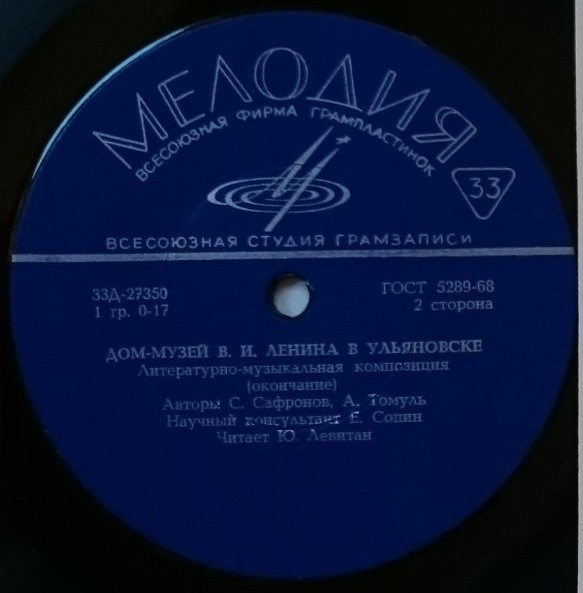 МЕЛОДИЯ
ВСЕСОЮЗНАЯ ФИРМА ГРАМПЛАСТИНОК
33
ВСЕСОЮЗНАЯ СТУДИЯ ГРАМЗАПИСИ
33Д-27350
1 гр. 0-17
ГОСТ 5289-68
2 сторона
ДОМ-МУЗЕЙ В. И. ЛЕНИНА В УЛЬЯНОВСКЕ
Литературно-музыкальная композиция
(окончание)
Авторы С. Сафронов, А. Томуль
Научный консультант Е. Сопин
Читает Ю. Левитан